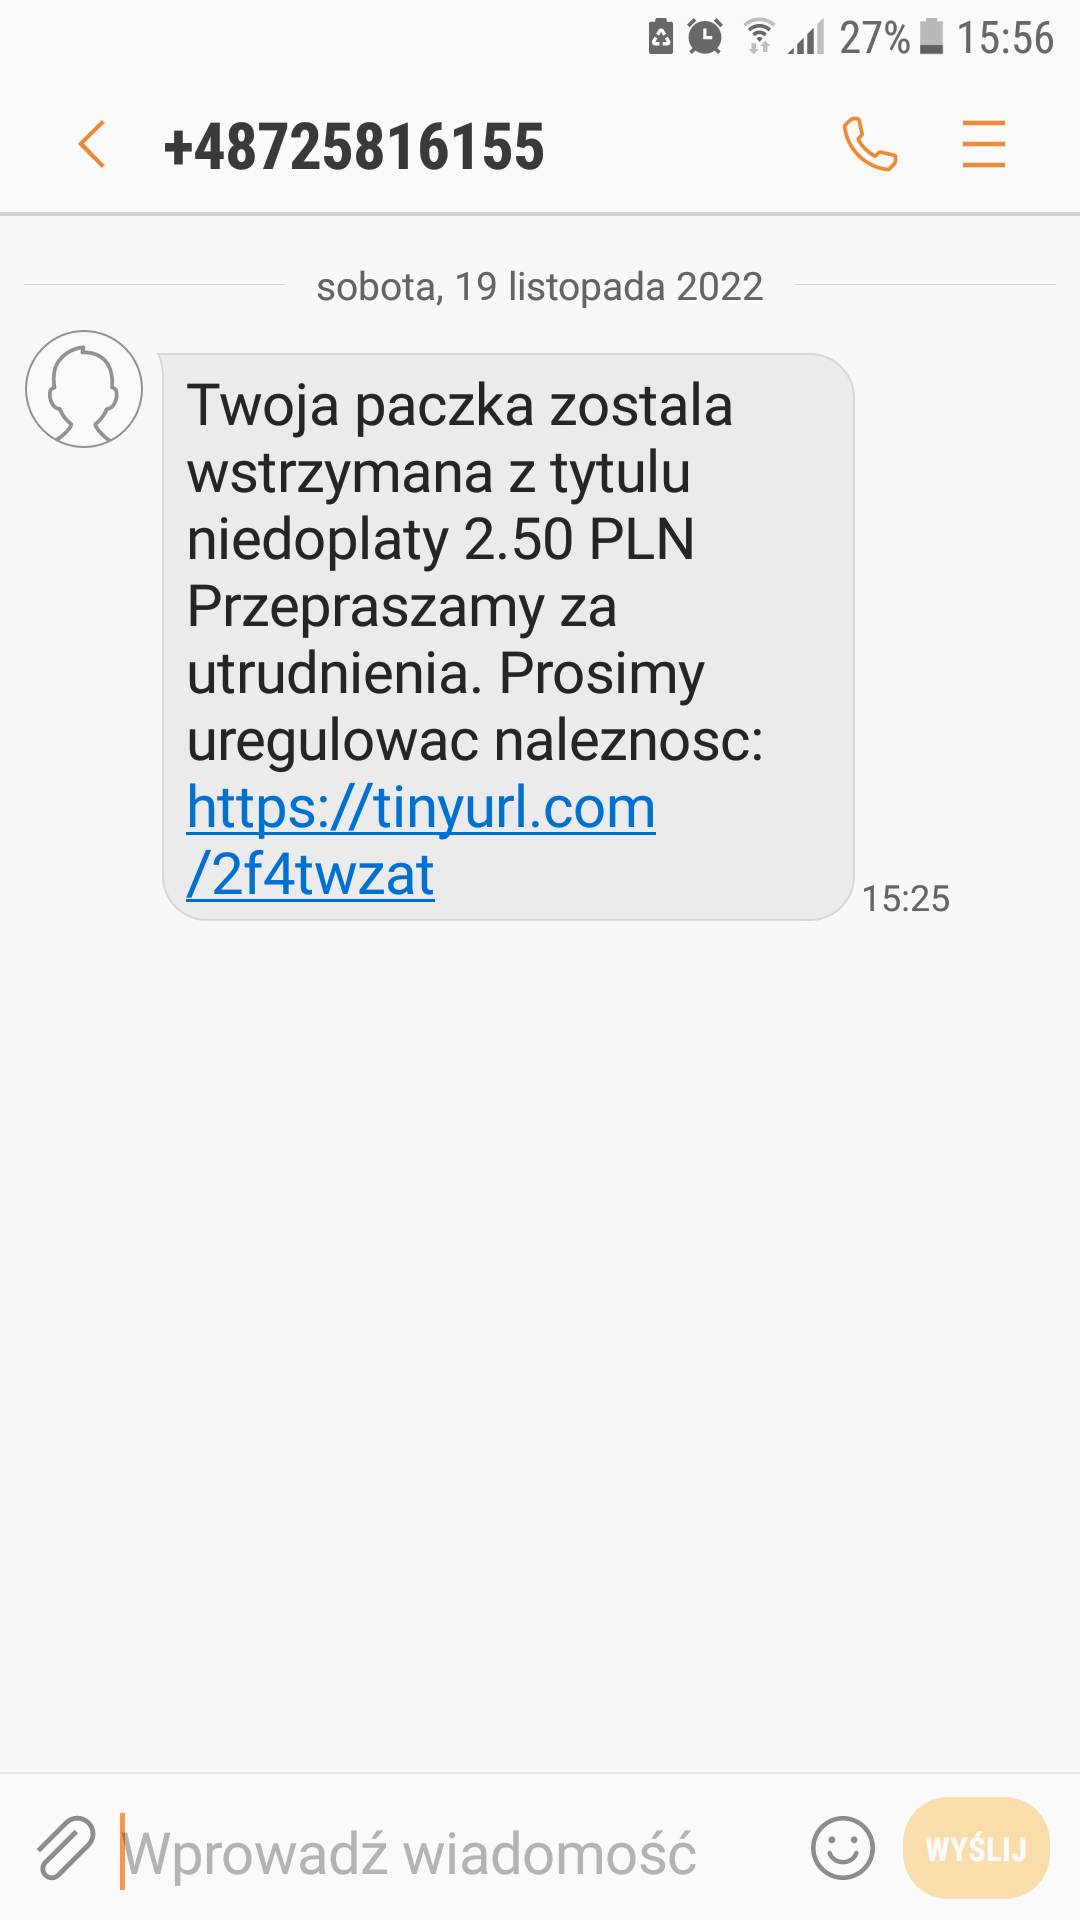 27% 15:56
+48725816155
sobota, 19 listopada 2022
Twoja paczka zostala
wstrzymana z tytulu
niedoplaty 2.50 PLN
Przepraszamy za
utrudnienia. Prosimy
uregulowac naleznosc:
https://tinyurl.com
/2f4twzat
15:25
Wprowadź wiadomość
WYŚLIJ